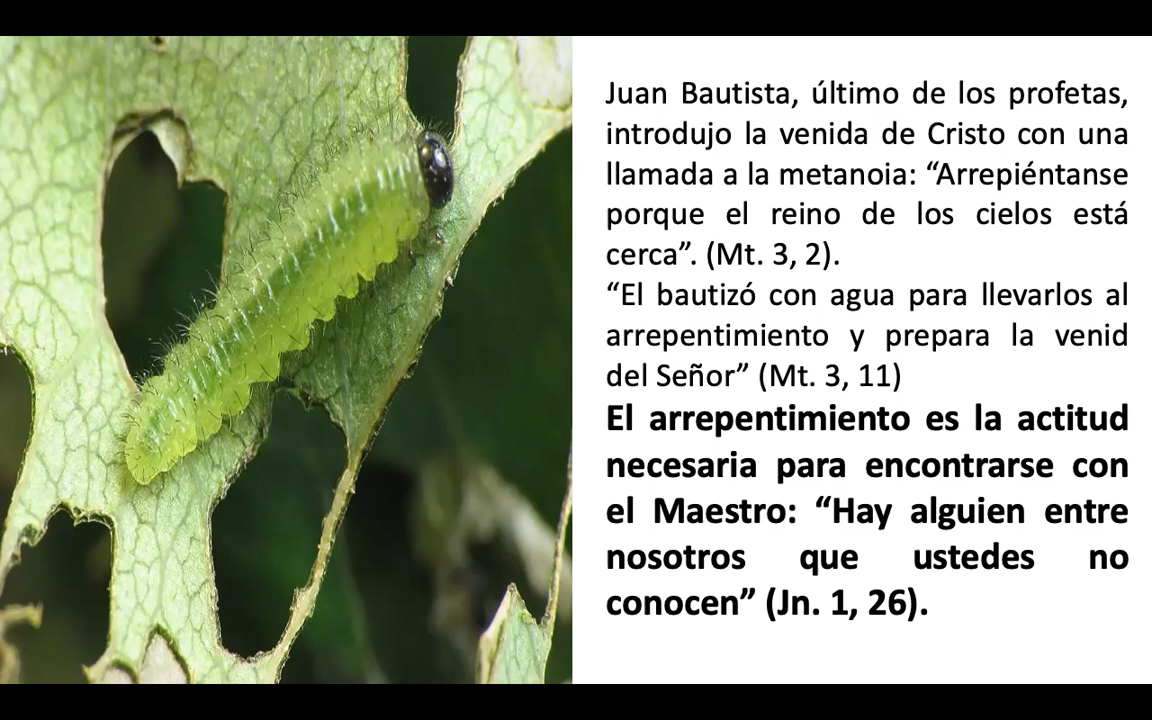 Juan Bautista, último de los profetas,
introdujo la venida de Cristo con una
llamada a la metanoia: “Arrepiéntanse
porque el reino de los cielos está
cerca”. (Mt. 3, 2).
“El bautizó con agua para llevarlos al
arrepentimiento y prepara la venid
del Señor” (Mt. 3, 11)
El arrepentimiento es la actitud
necesaria para encontrarse con
el Maestro: “Hay alguien entre
nosotros que ustedes no
conocen” (Jn. 1, 26).